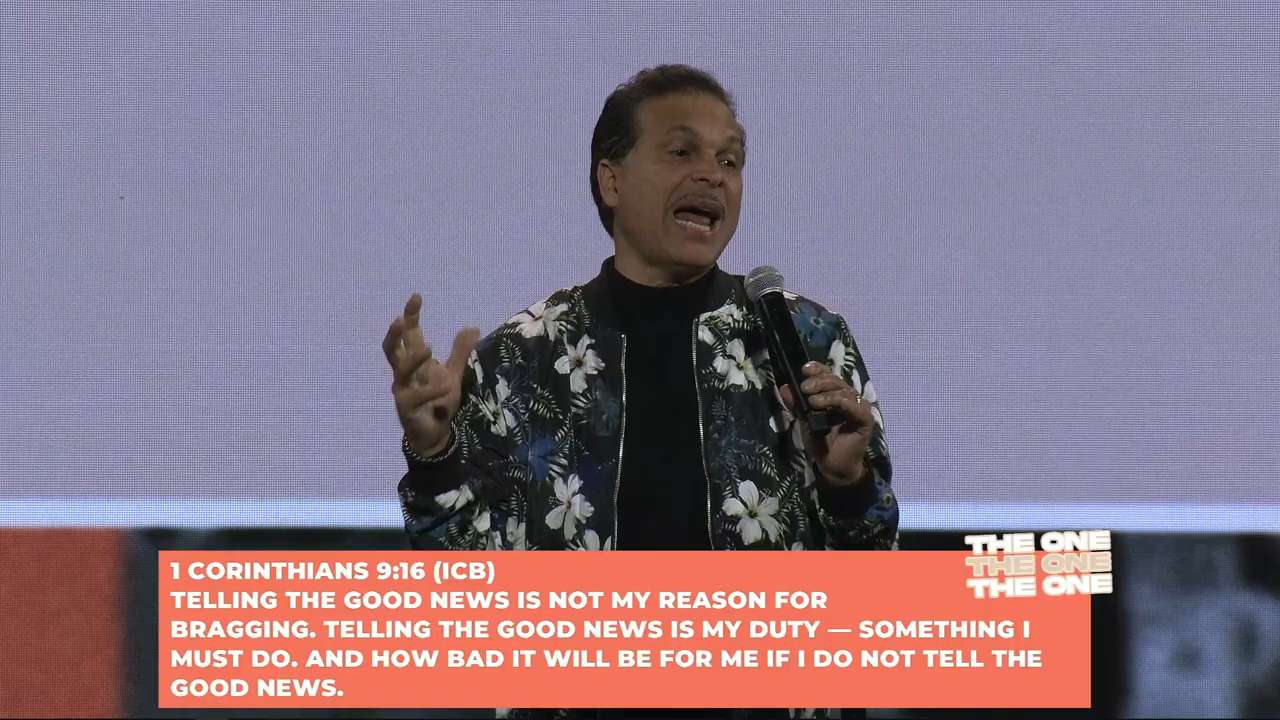 1 CORINTHIANS 9:16 (ICB)
TELLING THE GOOD NEWS IS NOT MY REASON FOR
BRAGGING. TELLING THE GOOD NEWS IS MY DUTY — SOMETHING I
MUST DO. AND HOW BAD IT WILL BE FOR ME IF I DO NOT TELL THE
GOOD NEWS.
THE ONE
THE ONE
THE ONE